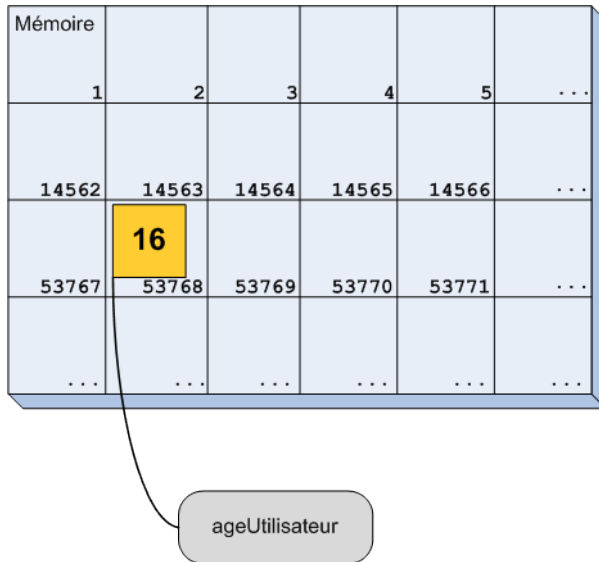 Mémoire
1 2 3 4 5 ...
14562 14563 14564 14565 14566 ...
16
53767 53768 53769 53770 53771 ...
... ... ... ... ... ...
ageUtilisateur